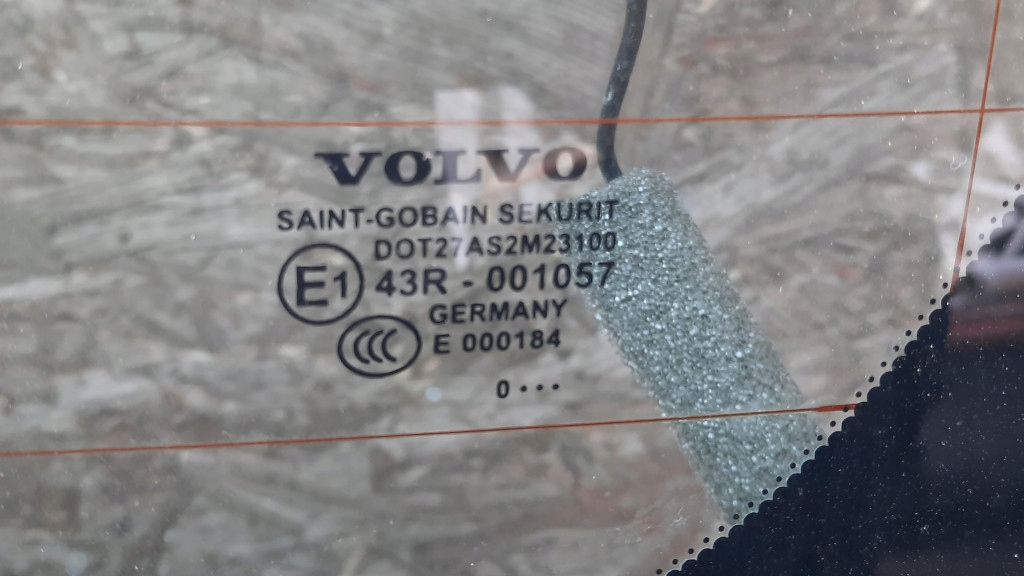 VOLVO
SAINT-GOBAIN SEKURIT
DOT27AS2M23100
E1 43R - 001057
GERMANY
CCC E 000184
0 •••